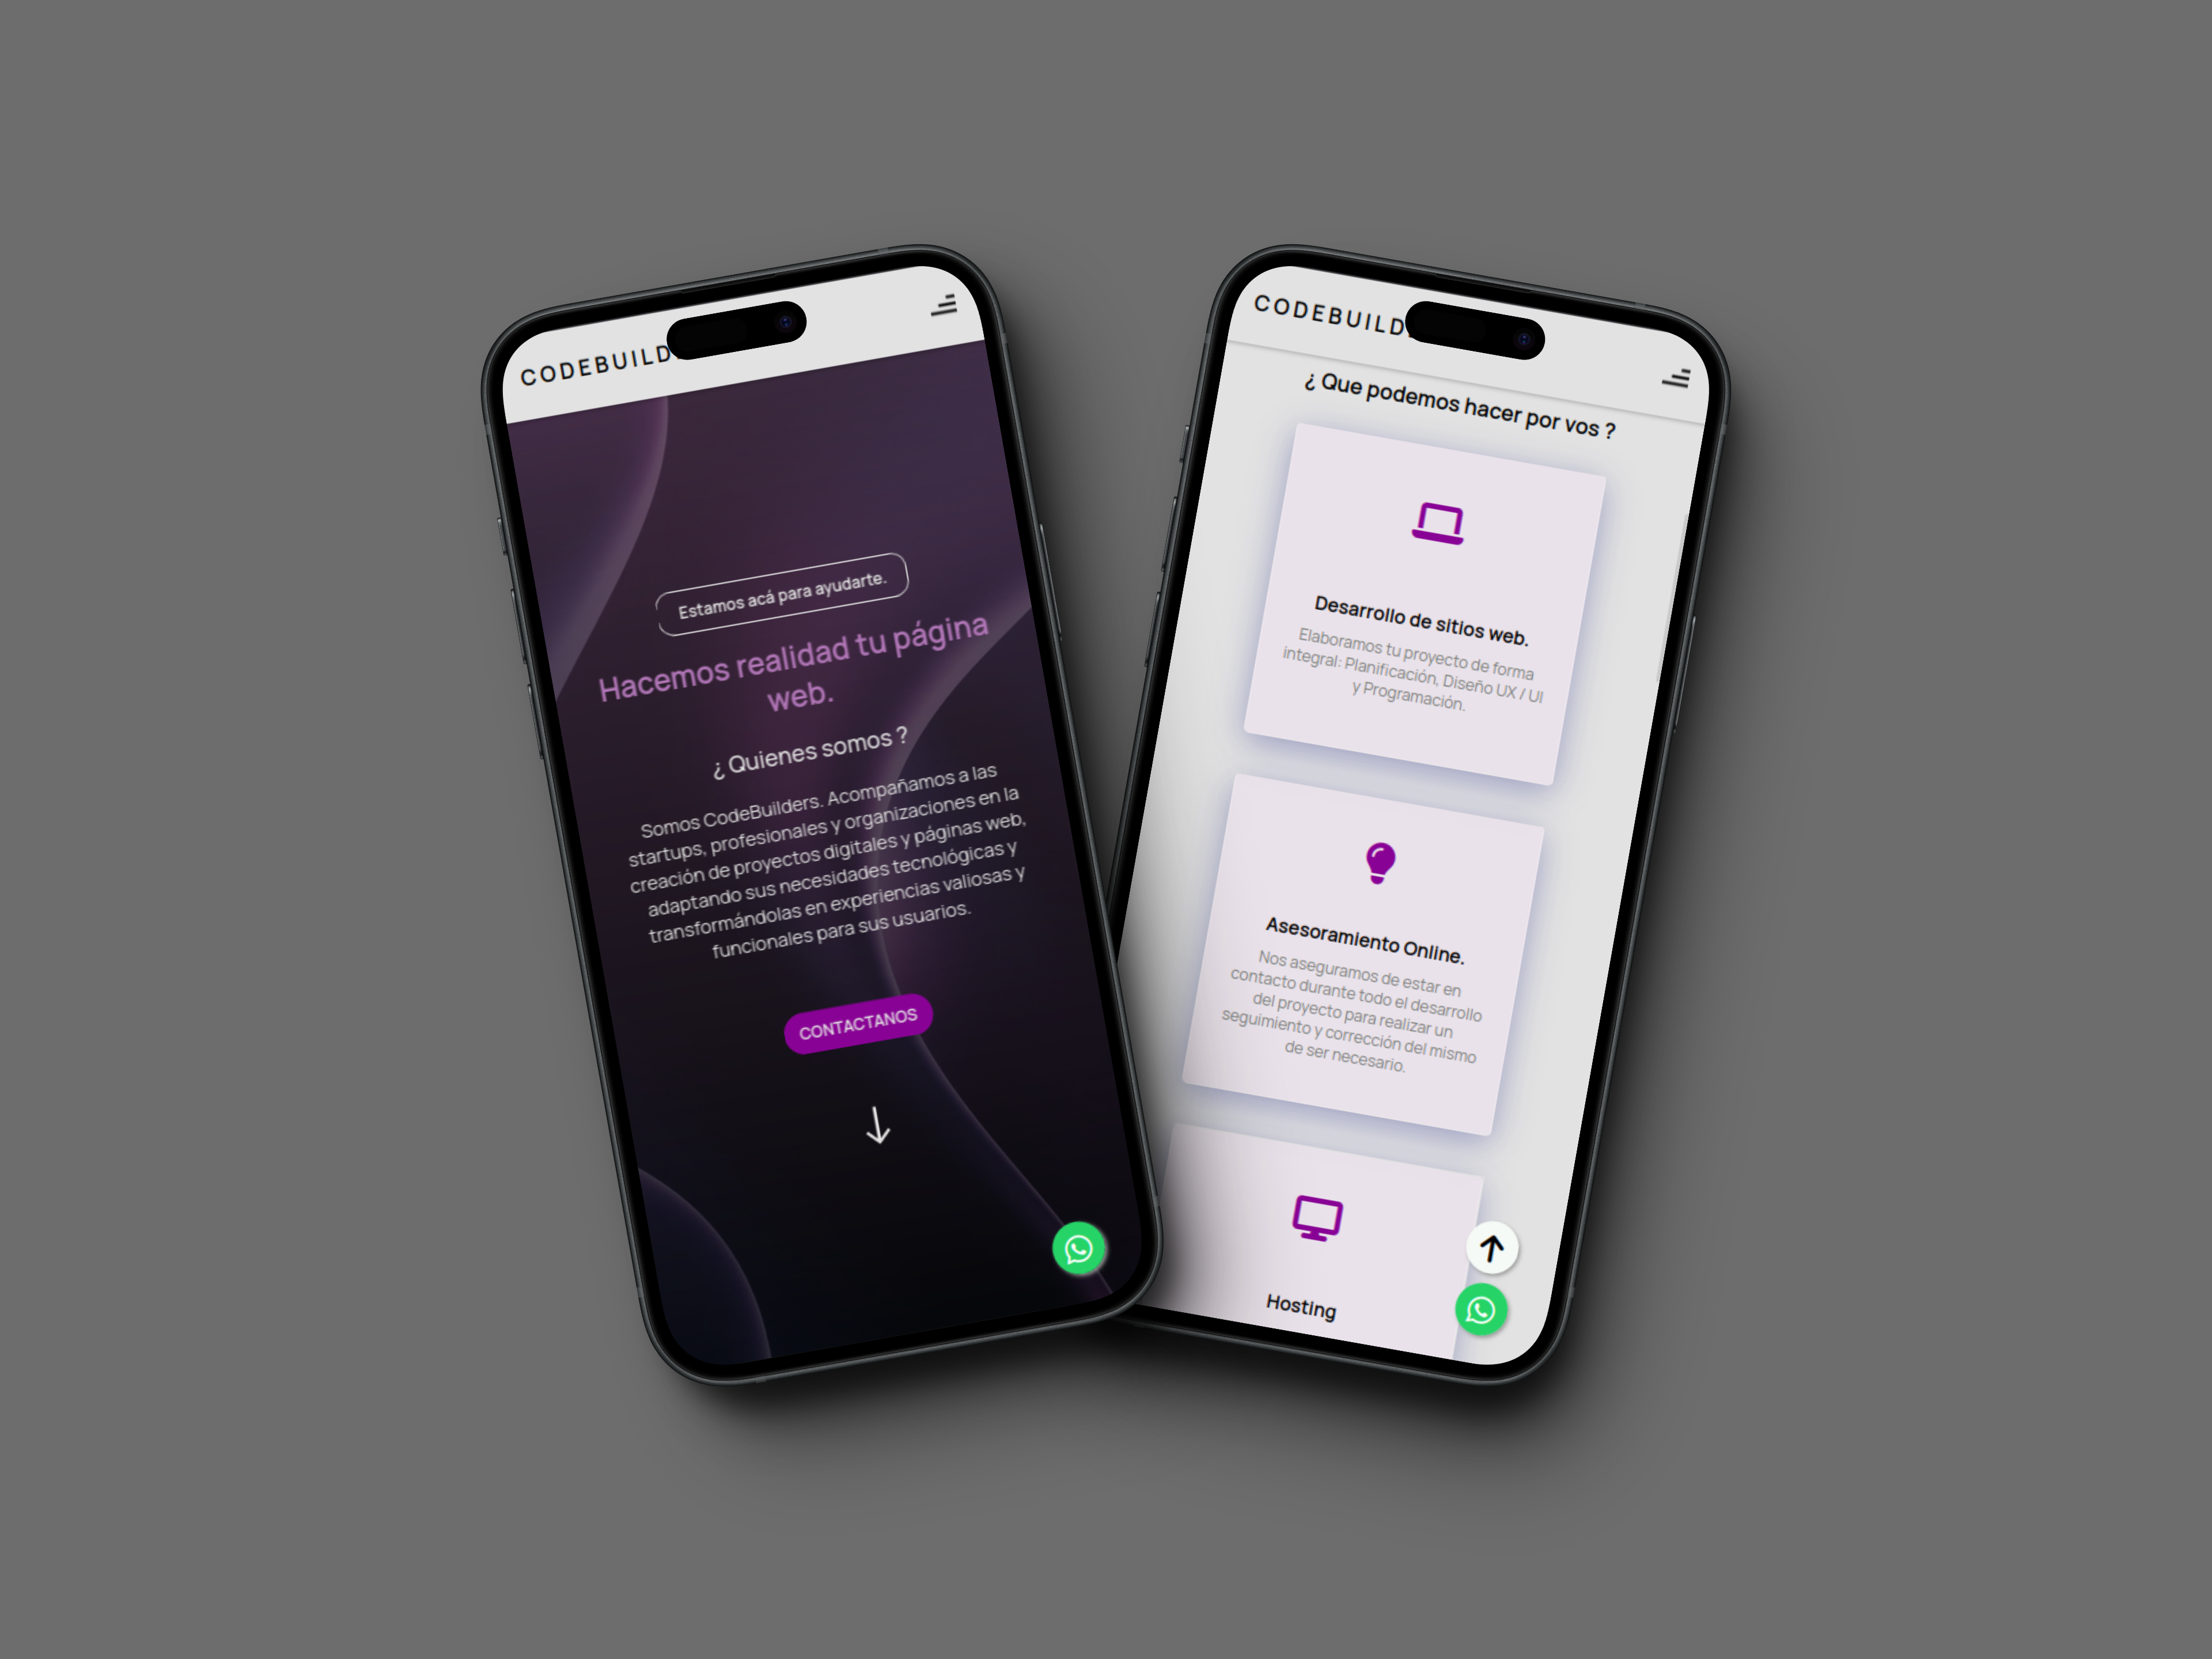 CODEBUILD
Estamos acá para ayudarte.
Hacemos realidad tu página
web.
¿ Quienes somos ?
Somos CodeBuilders. Acompañamos a las
startups, profesionales y organizaciones en la
creación de proyectos digitales y páginas web,
adaptando sus necesidades tecnológicas y
transformándolas en experiencias valiosas y
funcionales para sus usuarios.
CONTACTANOS
CODEBUILD
¿ Que podemos hacer por vos ?
Desarrollo de sitios web.
Elaboramos tu proyecto de forma
integral: Planificación, Diseño UX / UI
y Programación.
Asesoramiento Online.
Nos aseguramos de estar en
contacto durante todo el desarrollo
del proyecto para realizar un
seguimiento y corrección del mismo
de ser necesario.
Hosting